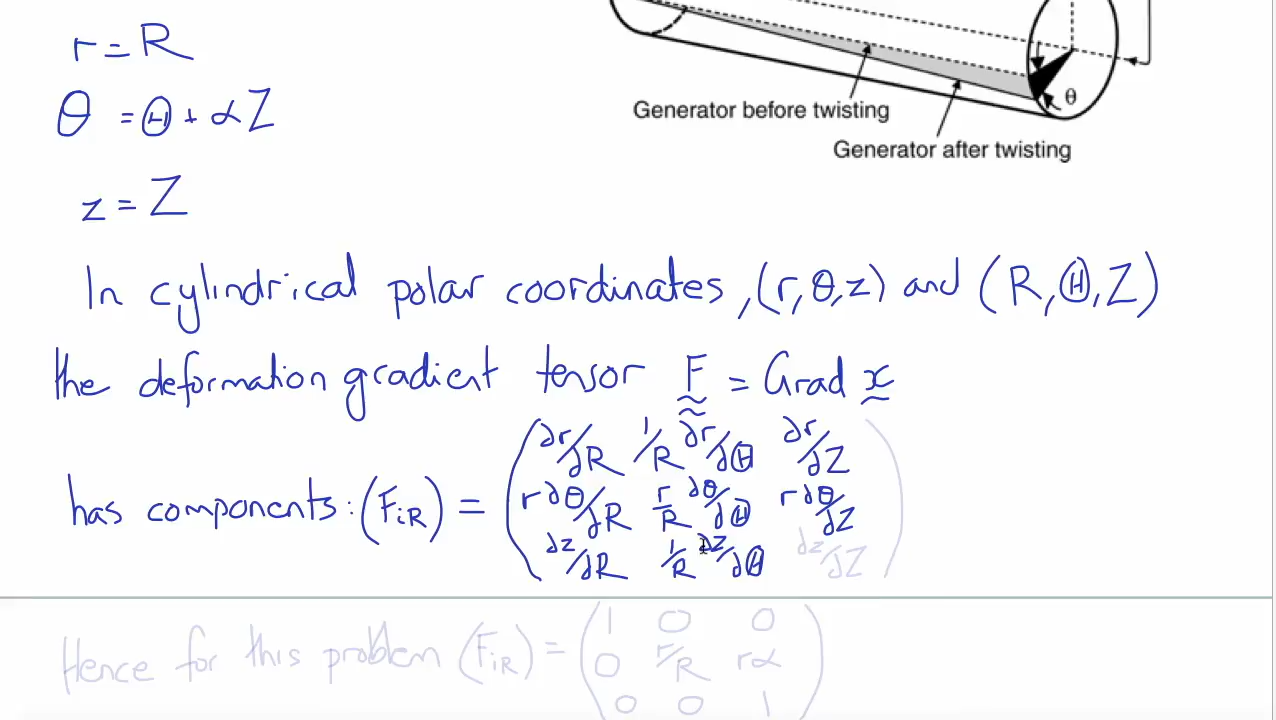 r = R
θ = Θ + αZ
z = Z
Generator before twisting
θ
Generator after twisting
In cylindrical polar coordinates, (r, θ, z) and (R, Θ, Z)
the deformation gradient tensor F = Grad x
has components: (FiR) = ( ∂r/∂R 1/R ∂r/∂Θ ∂r/∂Z
r ∂θ/∂R r/R ∂θ/∂Θ r ∂θ/∂Z
∂z/∂R 1/R ∂z/∂Θ ∂z/∂Z )
Hence for this problem (FiR) = ( 1 0 0
0 r/R rα
0 0 1 )